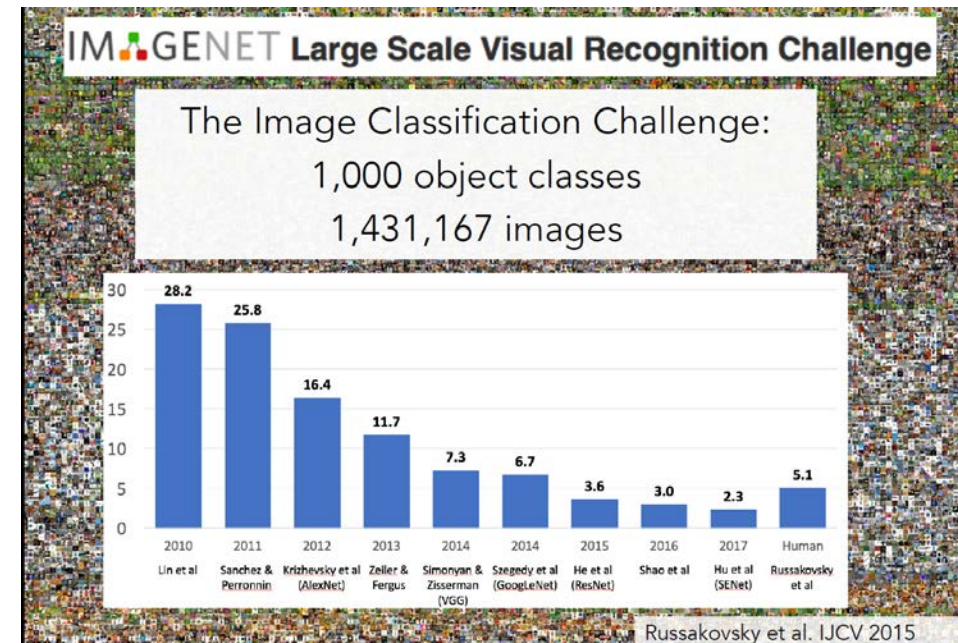 IMAGENET Large Scale Visual Recognition Challenge
The Image Classification Challenge:
1,000 object classes
1,431,167 images
30
25
20
15
10
5
0
28.2
25.8
16.4
11.7
7.3
6.7
3.6
3.0
2.3
5.1
2010 2011 2012 2013 2014 2014 2015 2016 2017 Human
Lin et al Sanchez & Krizhevsky et al Zeiler & Simonyan & Szegedy et al He et al Shao et al Hu et al Russakovsky
Perronnin (AlexNet) Fergus Zisserman (GoogLeNet) (ResNet) (SENet) et al
(VGG)
Russakovsky et al. IJCV 2015